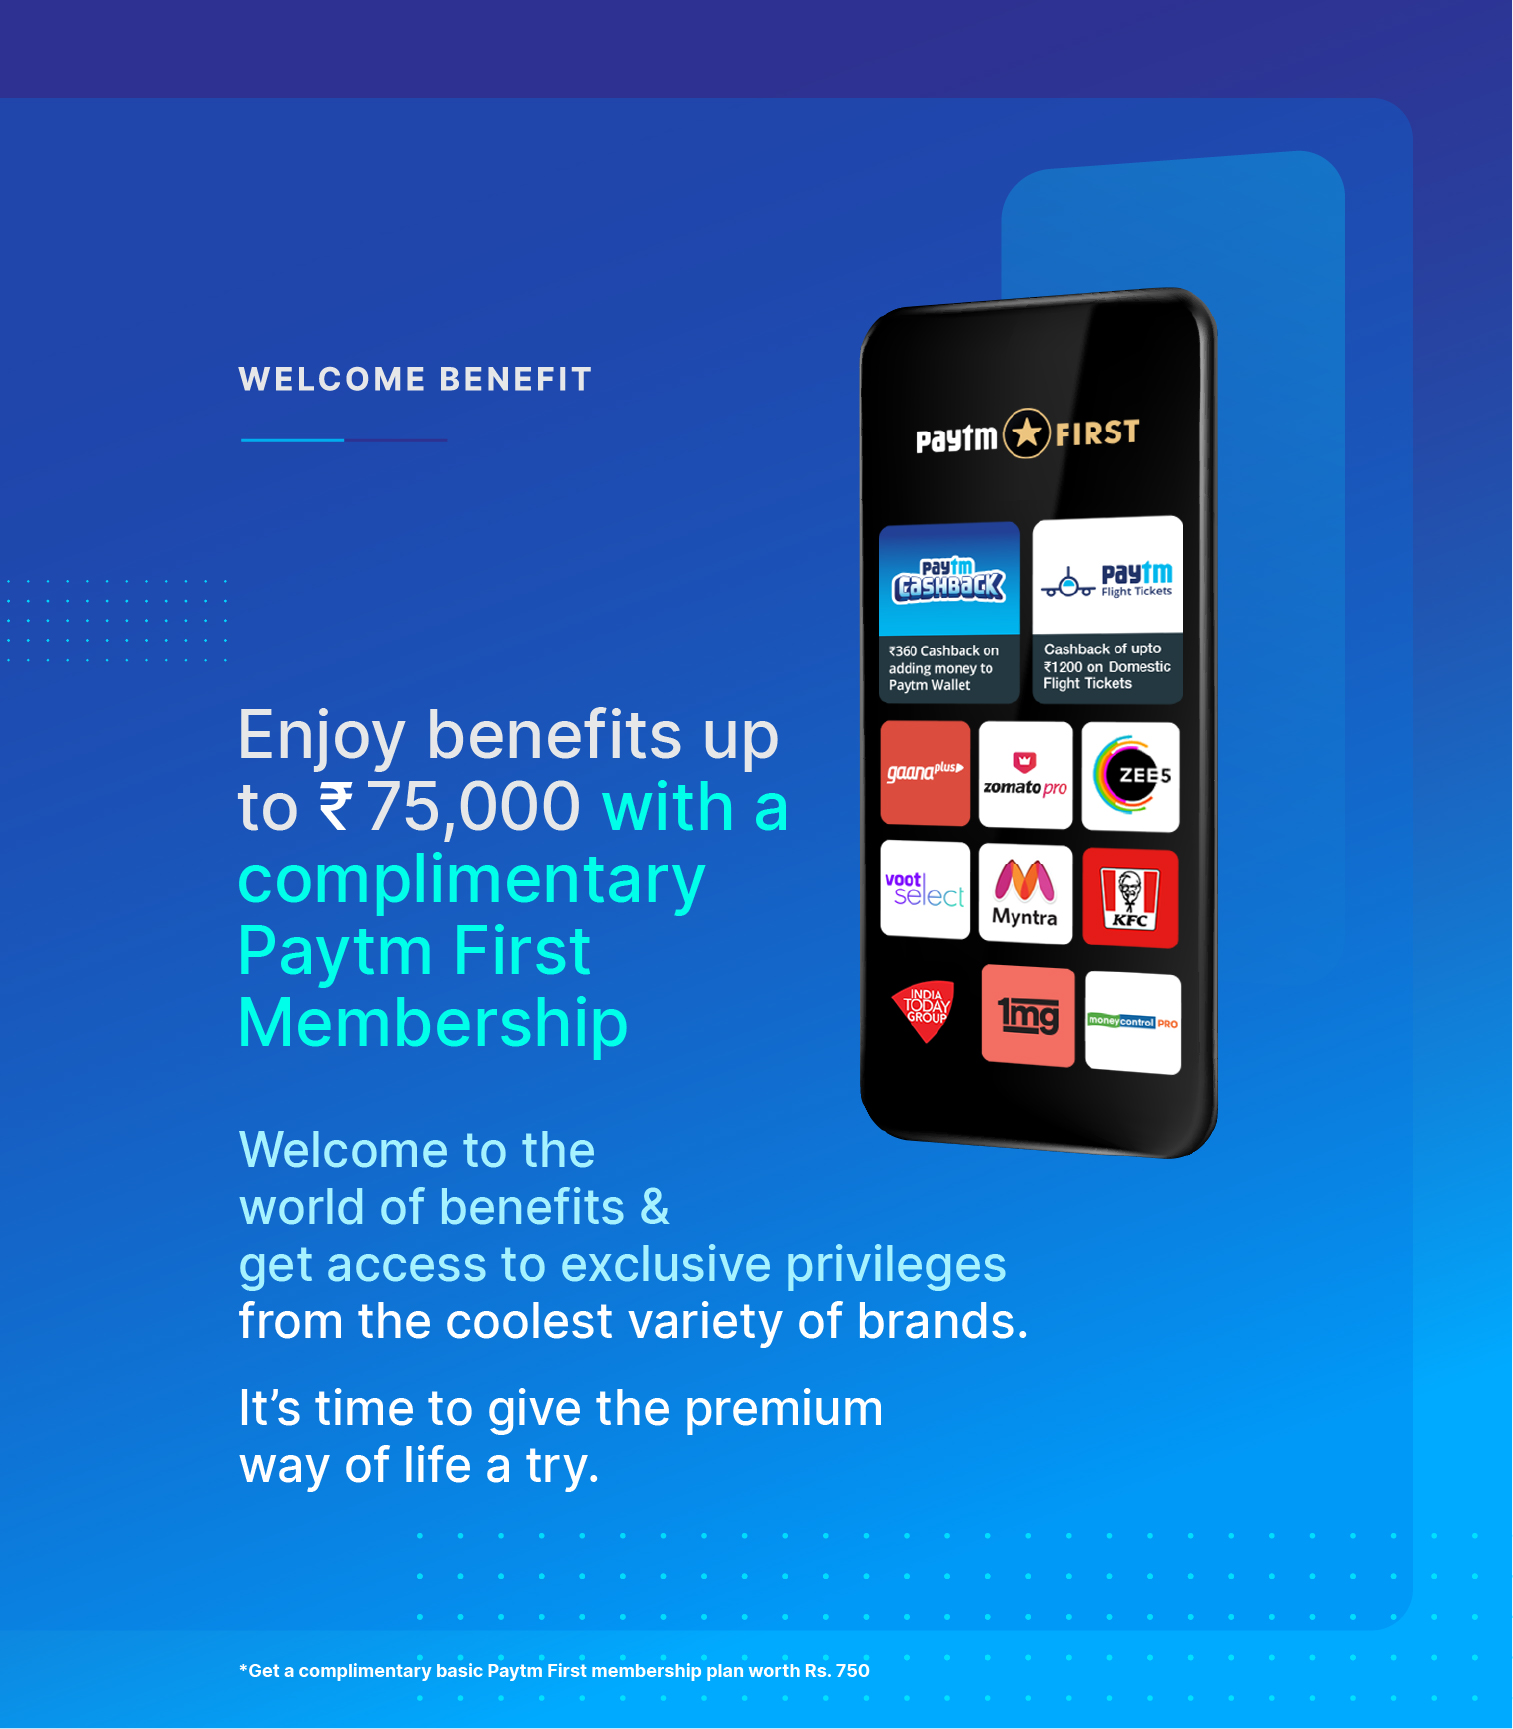 WELCOME BENEFIT
Enjoy benefits up
to ₹ 75,000 with a
complimentary
Paytm First
Membership
paytm FIRST
paytm
CASHBACK
₹360 Cashback on
adding money to
Paytm Wallet
paytm
Flight Tickets
Cashback of upto
₹1200 on Domestic
Flight Tickets
gaana plus
zomato pro
ZEE5
voot
select
Myntra
KFC
INDIA
TODAY
GROUP
1mg
moneycontrol PRO
Welcome to the
world of benefits &
get access to exclusive privileges
from the coolest variety of brands.
It’s time to give the premium
way of life a try.
*Get a complimentary basic Paytm First membership plan worth Rs. 750